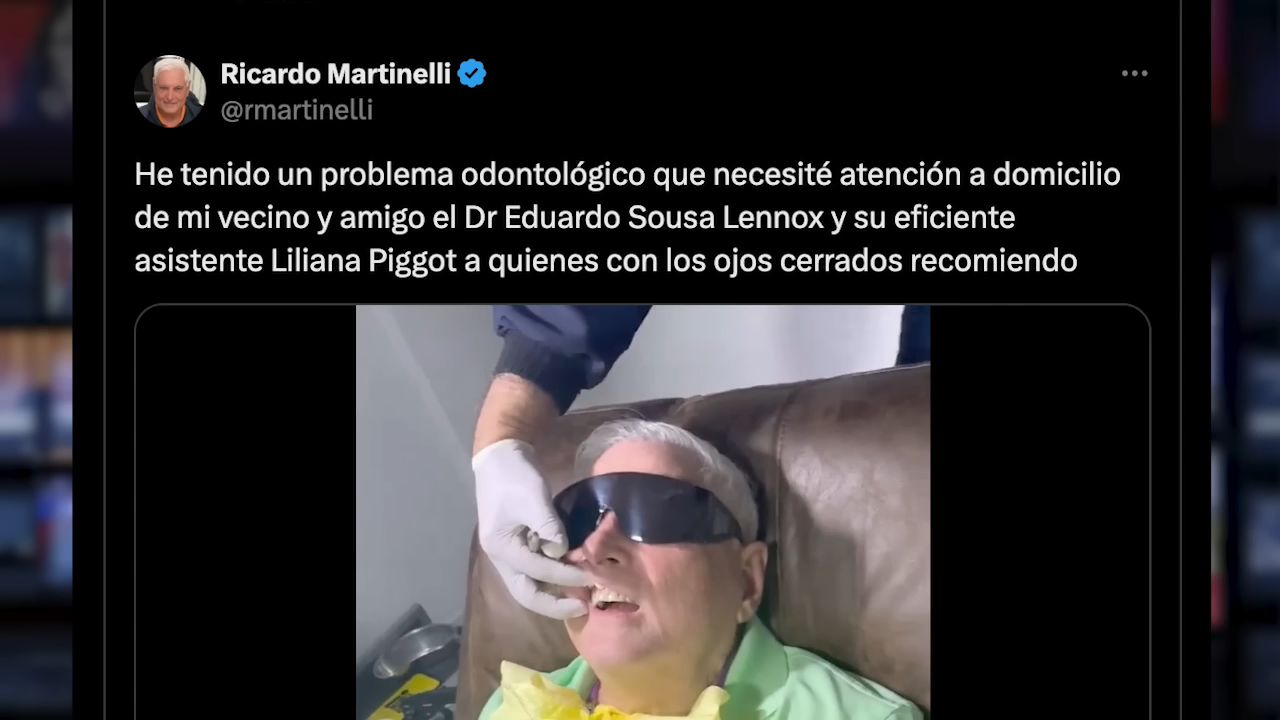 Ricardo Martinelli
@rmartinelli
He tenido un problema odontológico que necesité atención a domicilio
de mi vecino y amigo el Dr Eduardo Sousa Lennox y su eficiente
asistente Liliana Piggot a quienes con los ojos cerrados recomiendo